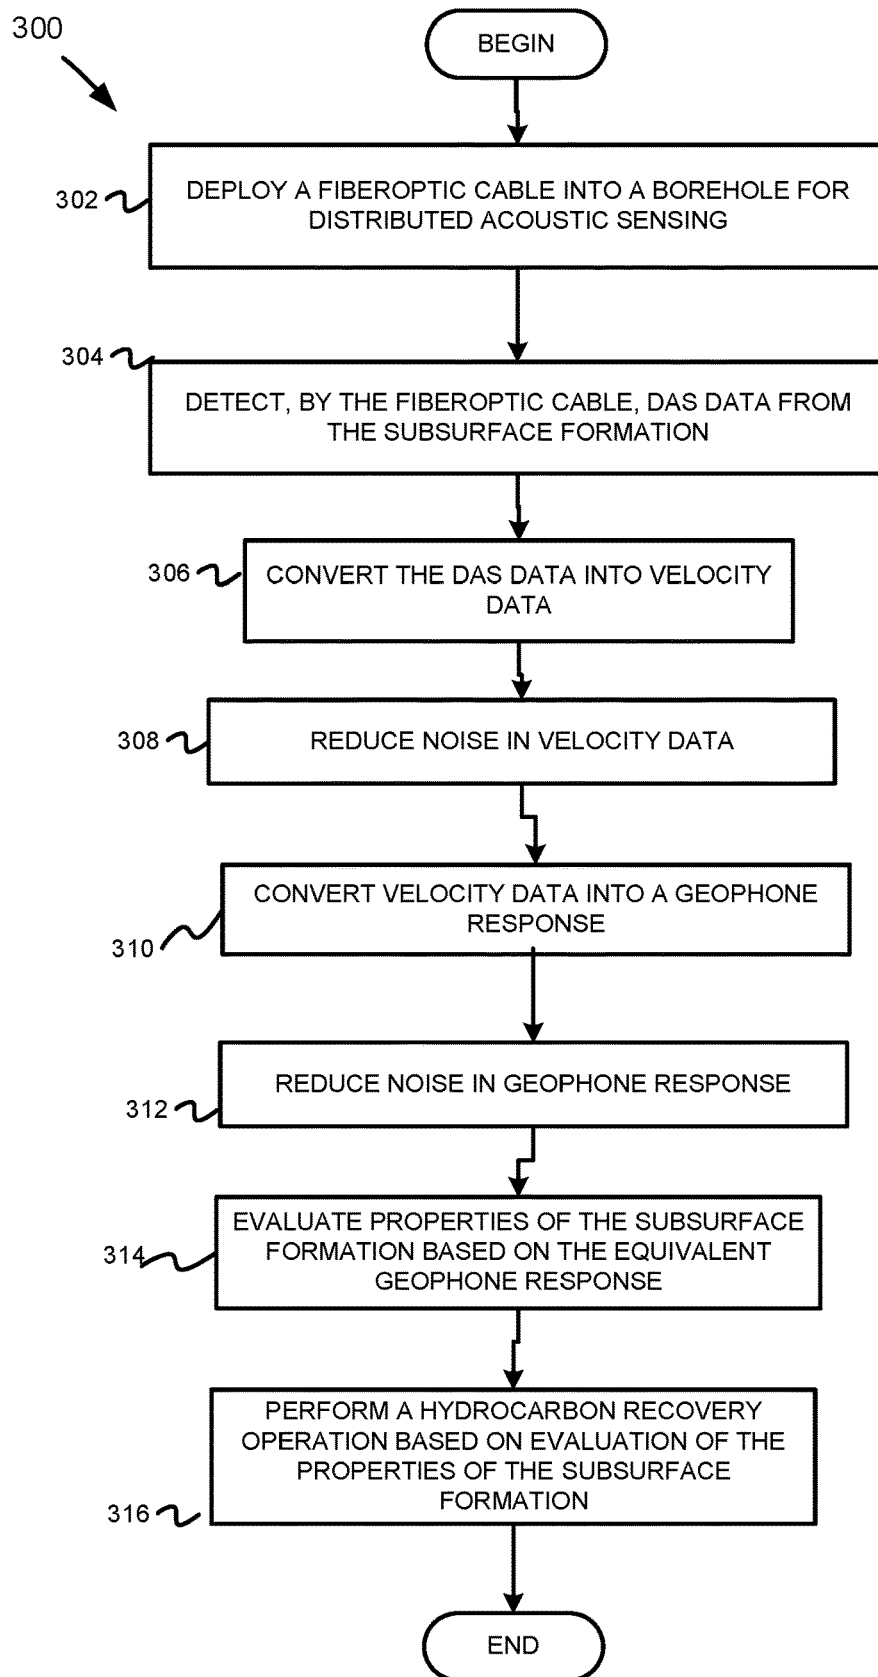 300
BEGIN
302
DEPLOY A FIBEROPTIC CABLE INTO A BOREHOLE FOR
DISTRIBUTED ACOUSTIC SENSING
304
DETECT, BY THE FIBEROPTIC CABLE, DAS DATA FROM
THE SUBSURFACE FORMATION
306
CONVERT THE DAS DATA INTO VELOCITY
DATA
308
REDUCE NOISE IN VELOCITY DATA
310
CONVERT VELOCITY DATA INTO A GEOPHONE
RESPONSE
312
REDUCE NOISE IN GEOPHONE RESPONSE
314
EVALUATE PROPERTIES OF THE SUBSURFACE
FORMATION BASED ON THE EQUIVALENT
GEOPHONE RESPONSE
316
PERFORM A HYDROCARBON RECOVERY
OPERATION BASED ON EVALUATION OF THE
PROPERTIES OF THE SUBSURFACE
FORMATION
END